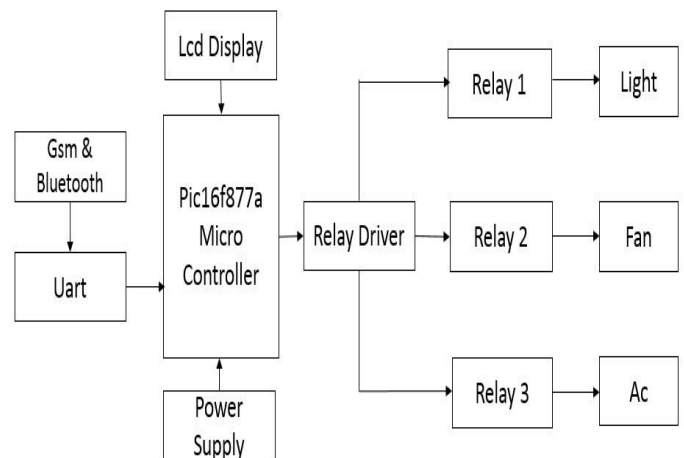 Lcd Display
Gsm &
Bluetooth
Uart
Pic16f877a
Micro
Controller
Power
Supply
Relay Driver
Relay 1
Light
Relay 2
Fan
Relay 3
Ac